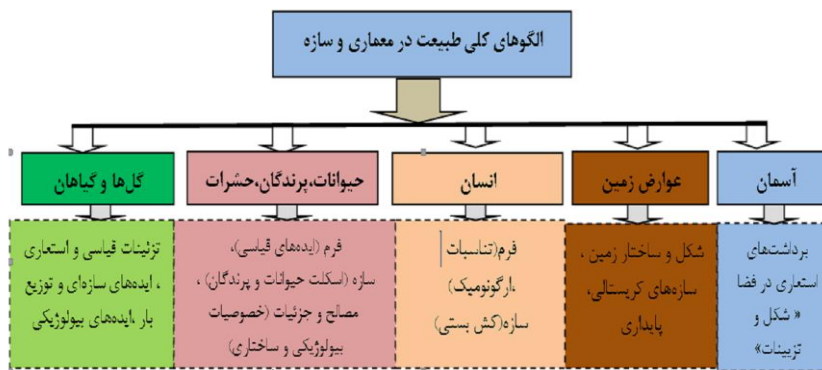 الگوهای کلی طبیعت در معماری و سازه
آسمان
عوارض زمین
انسان
حیوانات،پرندگان،حشرات
گل‌ها و گیاهان
برداشت‌های
استعاری در فضا
« شکل و
تزیینات»
شکل و ساختار زمین ،
سازه‌های کریستالی،
پایداری
فرم(تناسبات
،ارگونومیک)
سازه(کش بستی)
فرم (ایده‌های قیاسی)،
سازه (اسکلت حیوانات و پرندگان) ،
مصالح و جزئیات (خصوصیات
بیولوژیکی و ساختاری)
تزئینات قیاسی و استعاری
، ایده‌های سازه‌ای و توزیع
بار ،ایده‌های بیولوژیکی